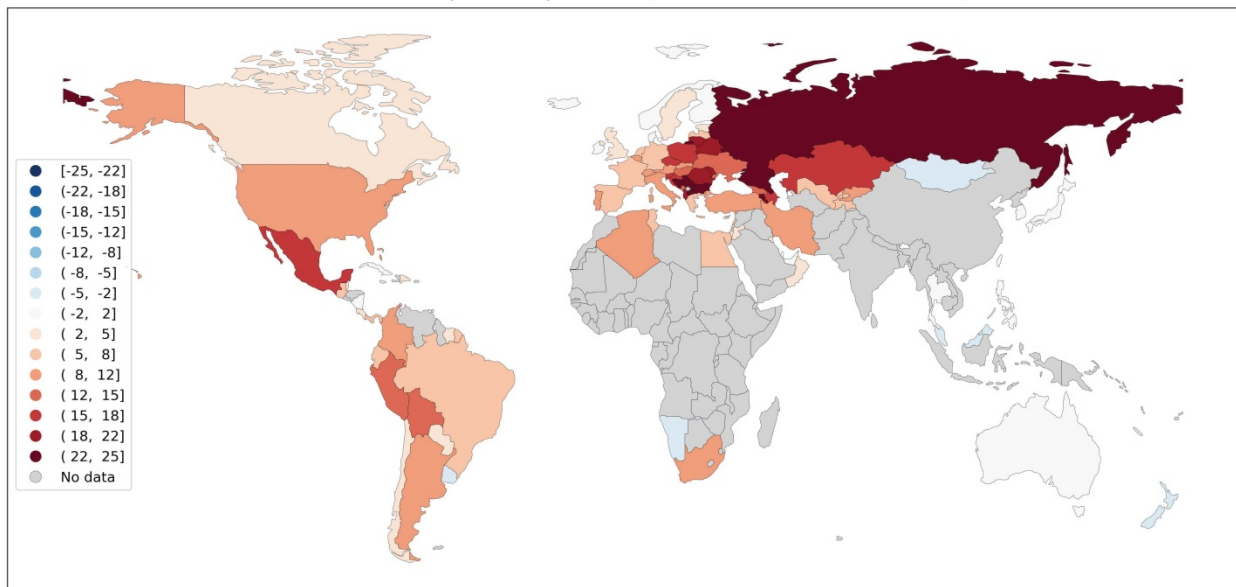 [-25, -22]
(-22, -18]
(-18, -15]
(-15, -12]
(-12, -8]
(-8, -5]
(-5, -2]
(-2, 2]
( 2, 5]
( 5, 8]
( 8, 12]
( 12, 15]
( 15, 18]
( 18, 22]
( 22, 25]
No data